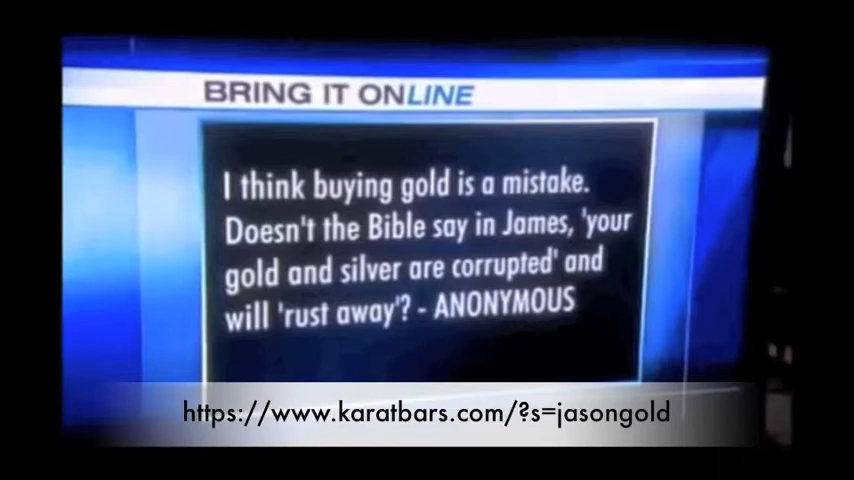 BRING IT ONLINE
I think buying gold is a mistake.
Doesn't the Bible say in James, 'your
gold and silver are corrupted' and
will 'rust away'? - ANONYMOUS
https://www.karatbars.com/?s=jasongold